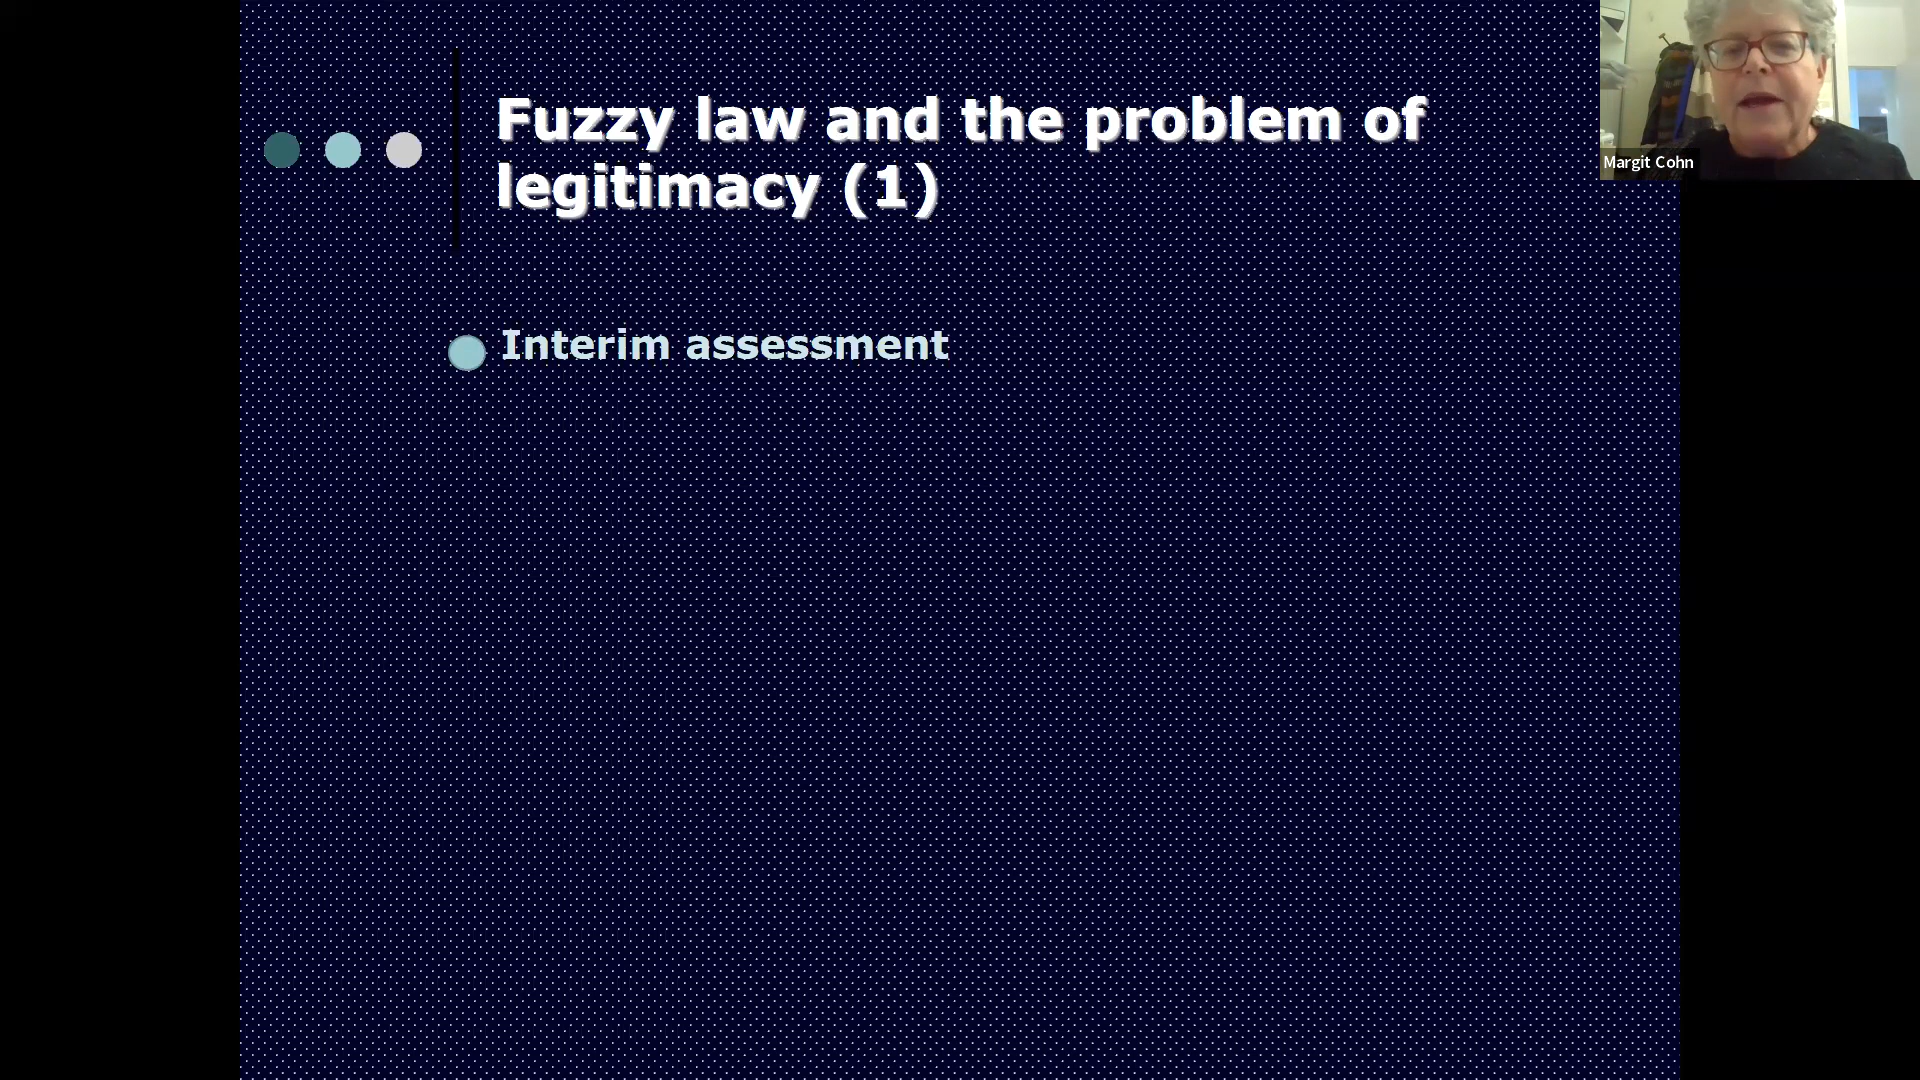 Fuzzy law and the problem of
legitimacy (1)
Margit Cohn
Interim assessment